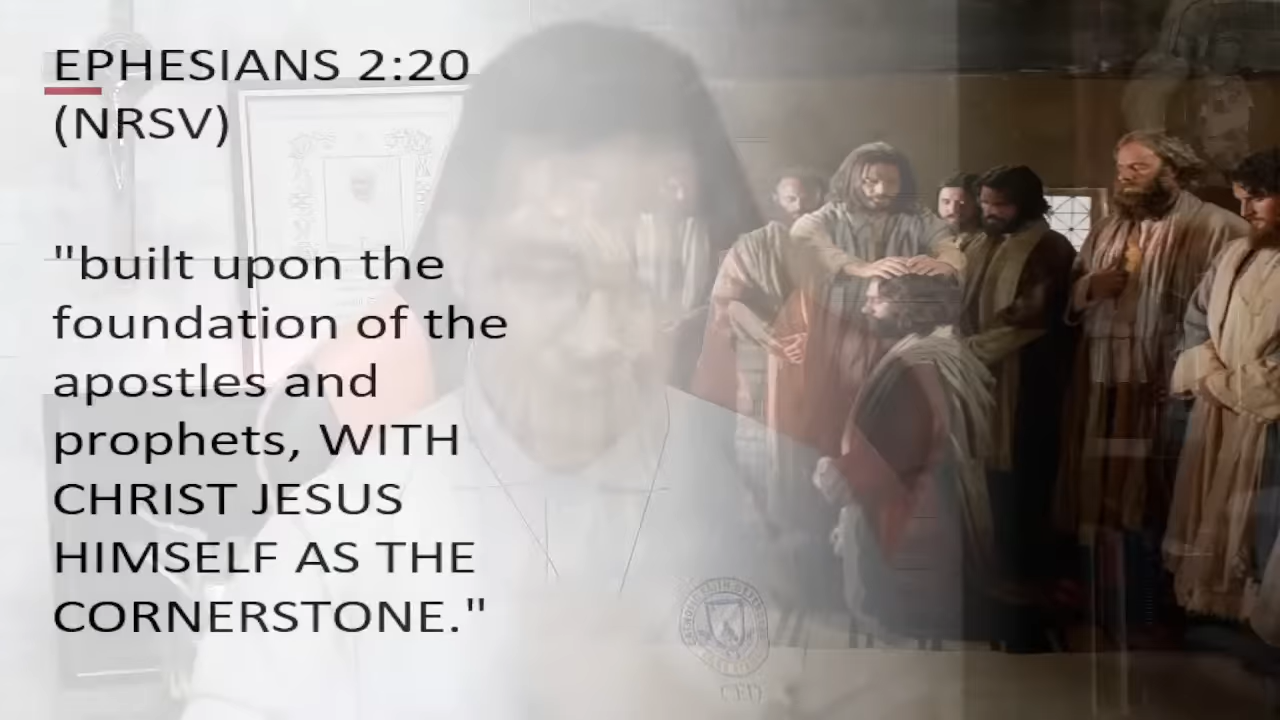 EPHESIANS 2:20
(NRSV)
"built upon the
foundation of the
apostles and
prophets, WITH
CHRIST JESUS
HIMSELF AS THE
CORNERSTONE."